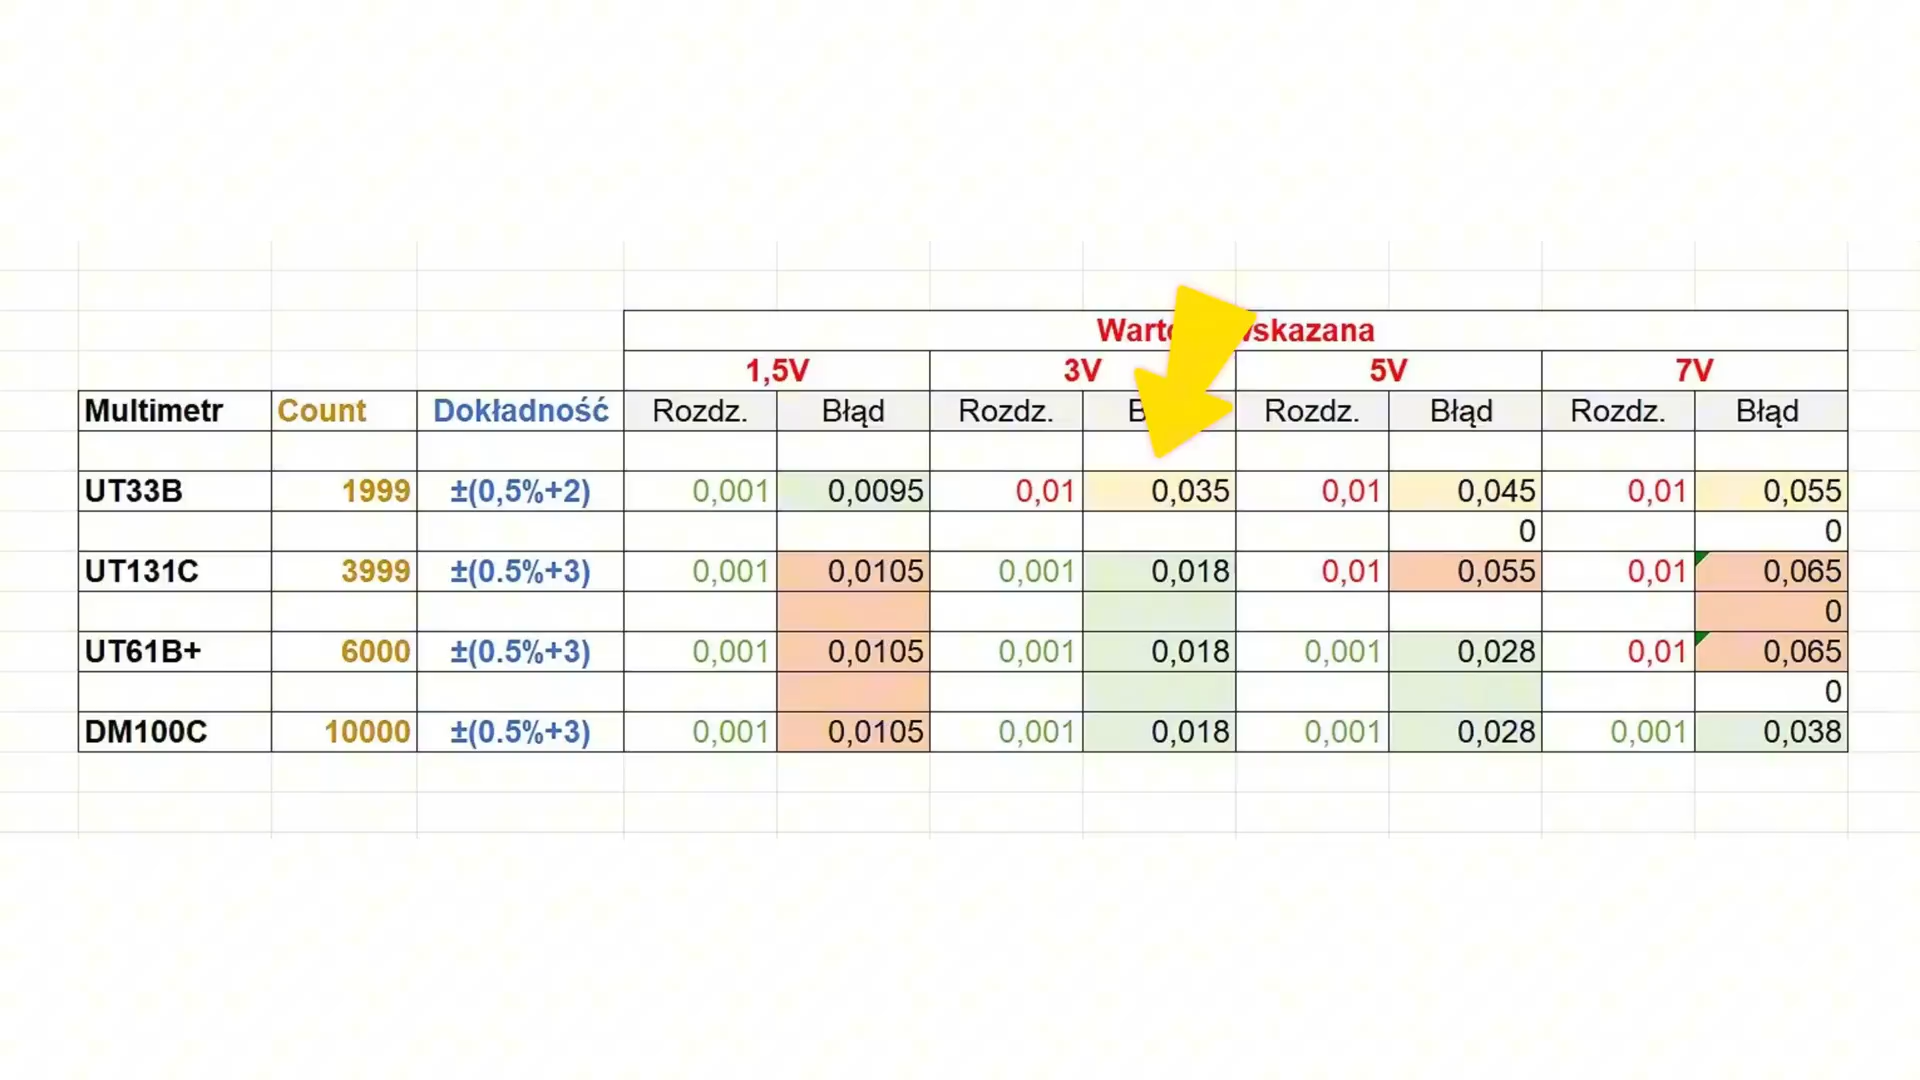 wskazana
1,5V 3V 5V 7V
Multimetr Count Dokładność Rozdz. Błąd Rozdz. Rozdz. Błąd Rozdz. Błąd
UT33B 1999 ±(0,5%+2) 0,001 0,0095 0,01 0,035 0,01 0,045 0,01 0,055
0 0
UT131C 3999 ±(0.5%+3) 0,001 0,0105 0,001 0,018 0,01 0,055 0,01 0,065
0
UT61B+ 6000 ±(0.5%+3) 0,001 0,0105 0,001 0,018 0,001 0,028 0,01 0,065
0
DM100C 10000 ±(0.5%+3) 0,001 0,0105 0,001 0,018 0,001 0,028 0,001 0,038